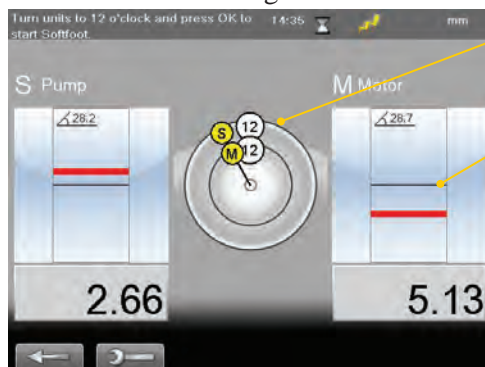 Turn units to 12 o'clock and press OK to
start Softfoot.
14:35
mm
S Pump
M Motor
28.2
28.7
S
12
M
12
2.66
5.13